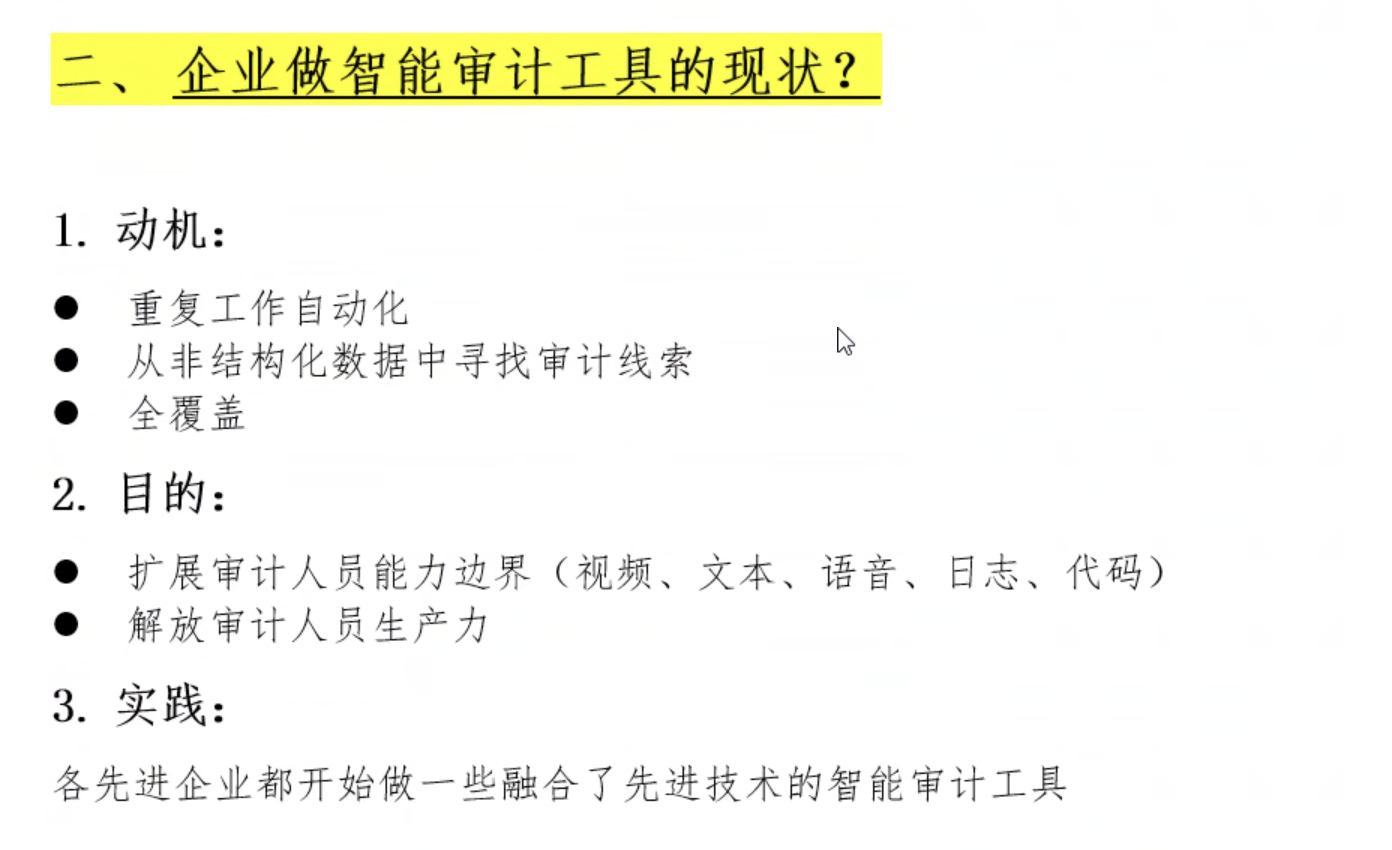 二、 企业做智能审计工具的现状？
1. 动机：
● 重复工作自动化
● 从非结构化数据中寻找审计线索
● 全覆盖
2. 目的：
● 扩展审计人员能力边界（视频、文本、语音、日志、代码）
● 解放审计人员生产力
3. 实践：
各先进企业都开始做一些融合了先进技术的智能审计工具